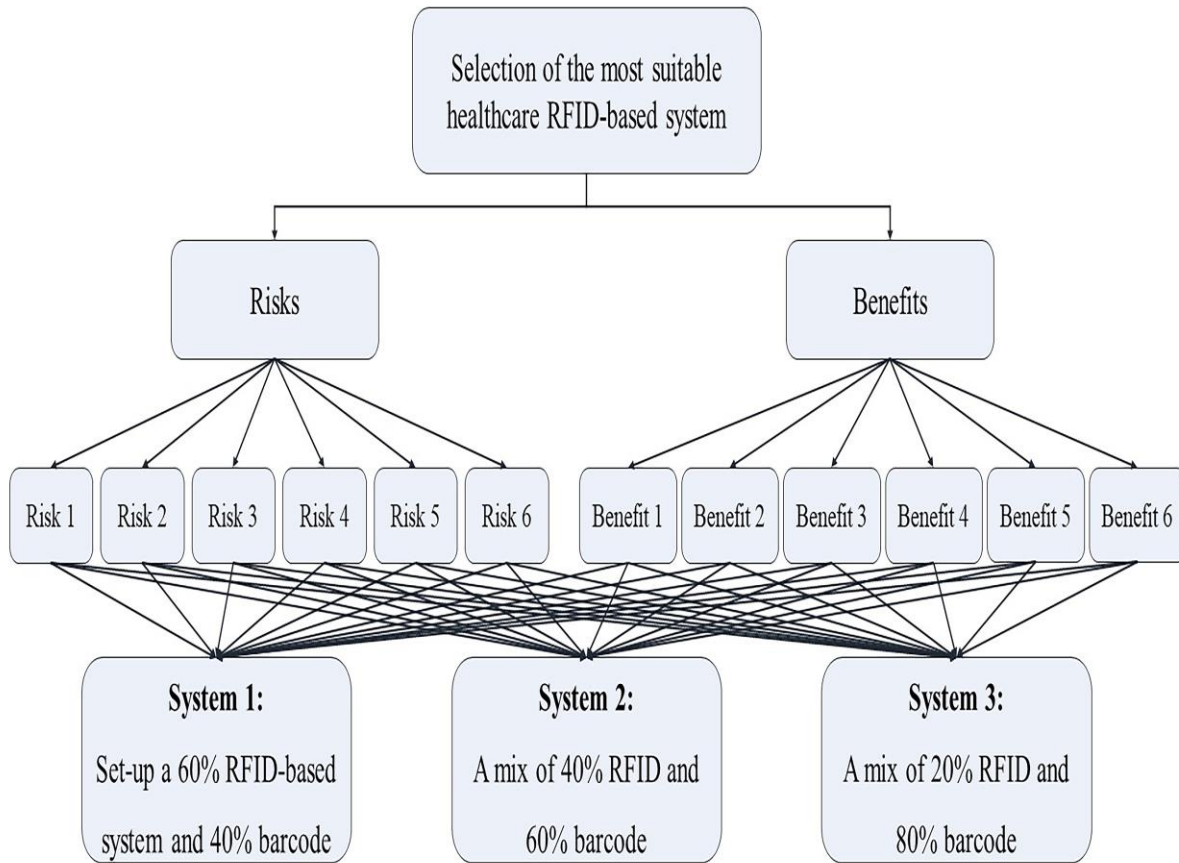 Selection of the most suitable
healthcare RFID-based system
Risks
Benefits
Risk 1
Risk 2
Risk 3
Risk 4
Risk 5
Risk 6
Benefit 1
Benefit 2
Benefit 3
Benefit 4
Benefit 5
Benefit 6
System 1:
Set-up a 60% RFID-based
system and 40% barcode
System 2:
A mix of 40% RFID and
60% barcode
System 3:
A mix of 20% RFID and
80% barcode